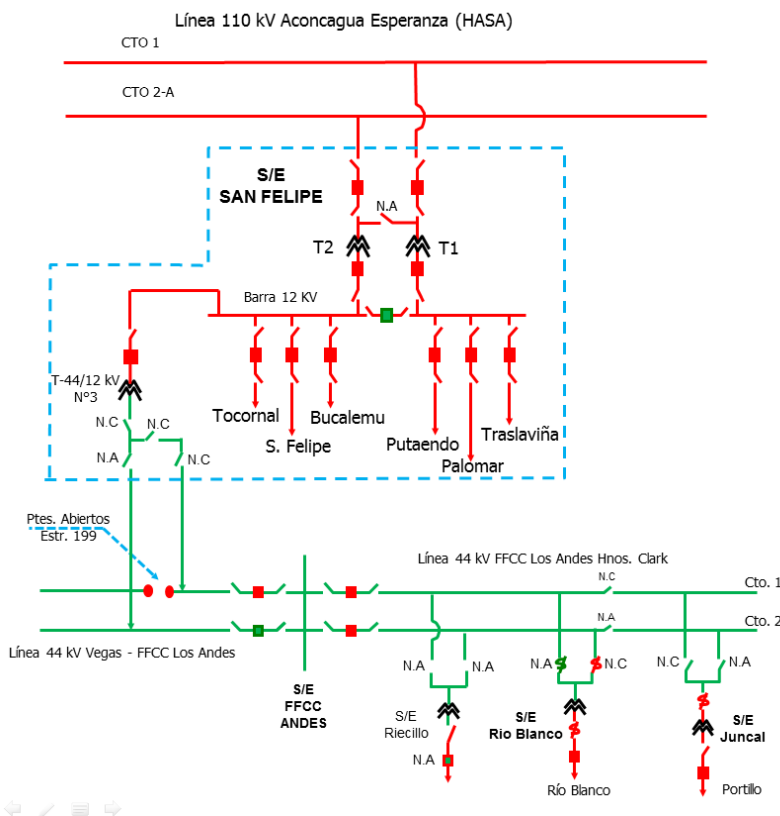 Línea 110 kV Aconcagua Esperanza (HASA)
CTO 1
CTO 2-A
S/E
SAN FELIPE
N.A
T2
T1
Barra 12 KV
T-44/12 kV
Nº3
Tocornal
Bucalemu
S. Felipe
Putaendo
Traslaviña
Palomar
N.C
N.C
N.A
N.C
Ptes. Abiertos
Estr. 199
Línea 44 kV FFCC Los Andes Hnos. Clark
N.C
Cto. 1
N.A
Cto. 2
Línea 44 kV Vegas - FFCC Los Andes
S/E
FFCC
ANDES
N.A
N.A
N.A
N.C
N.C
N.A
S/E
Riecillo
S/E
Rio Blanco
S/E
Juncal
N.A
Río Blanco
Portillo